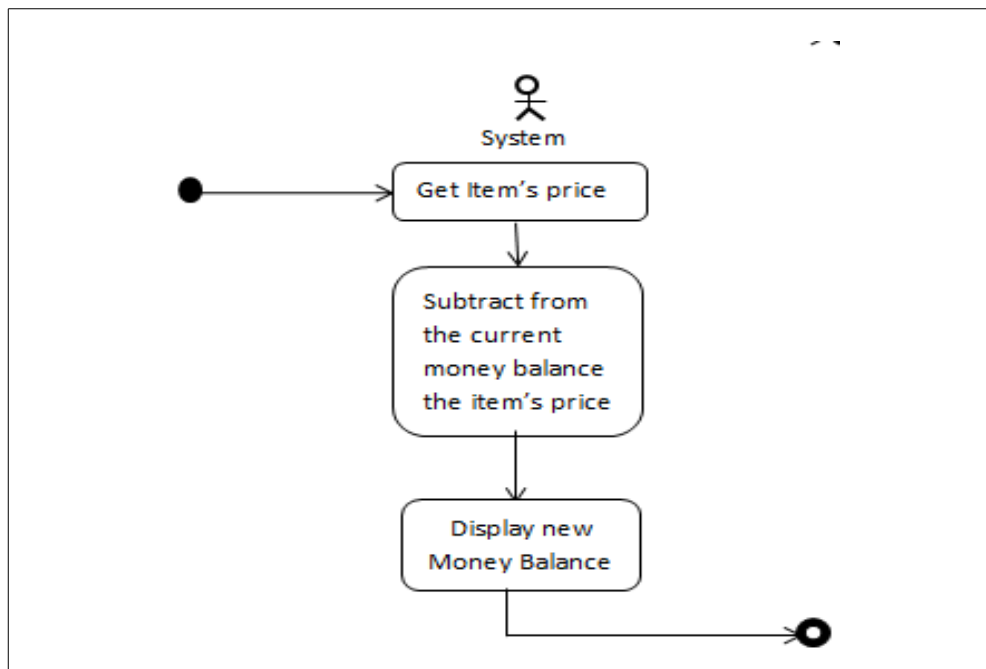 System
Get Item’s price
Subtract from
the current
money balance
the item’s price
Display new
Money Balance